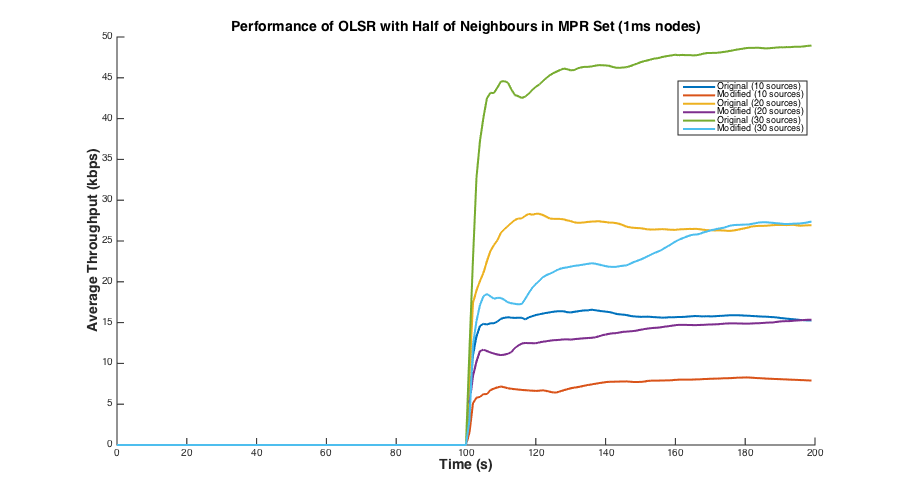 Performance of OLSR with Half of Neighbours in MPR Set (1ms nodes)
50
45
40
35
30
25
20
15
10
5
0
Average Throughput (kbps)
Original (10 sources)
Modified (10 sources)
Original (20 sources)
Modified (20 sources)
Original (30 sources)
Modified (30 sources)
0 20 40 60 80 100 120 140 160 180 200
Time (s)